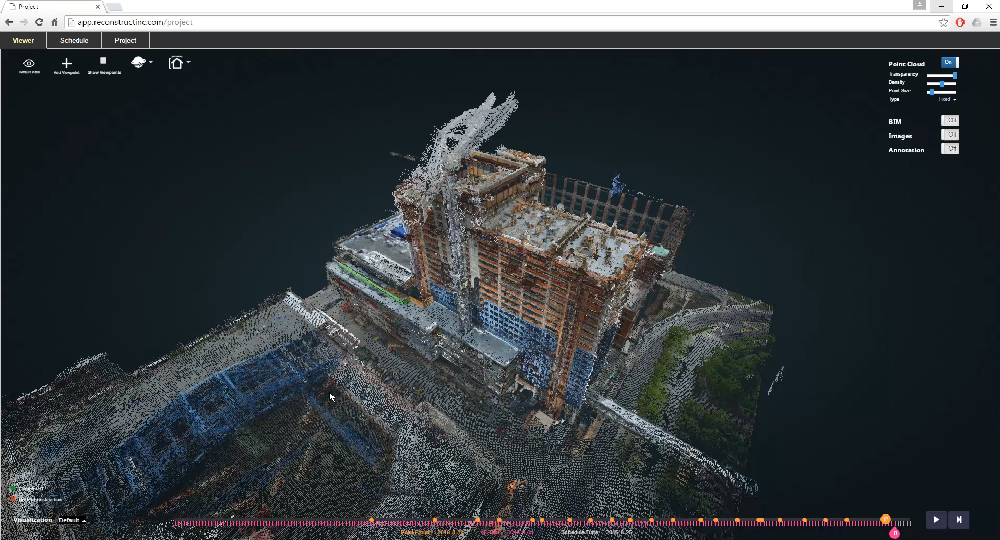 Project
app.reconstructinc.com/project
Viewer
Schedule
Project
Default View
Add Viewpoint
Show Viewpoints
Point Cloud
On
Transparency
Density
Point Size
Type
Fixed
BIM
Off
Images
Off
Annotation
Off
Completed
Under Construction
Visualization
Default
P
Point Cloud: 2016-8-21
4D BIM: 2016-8-24
Schedule Date: 2016-8-25
B